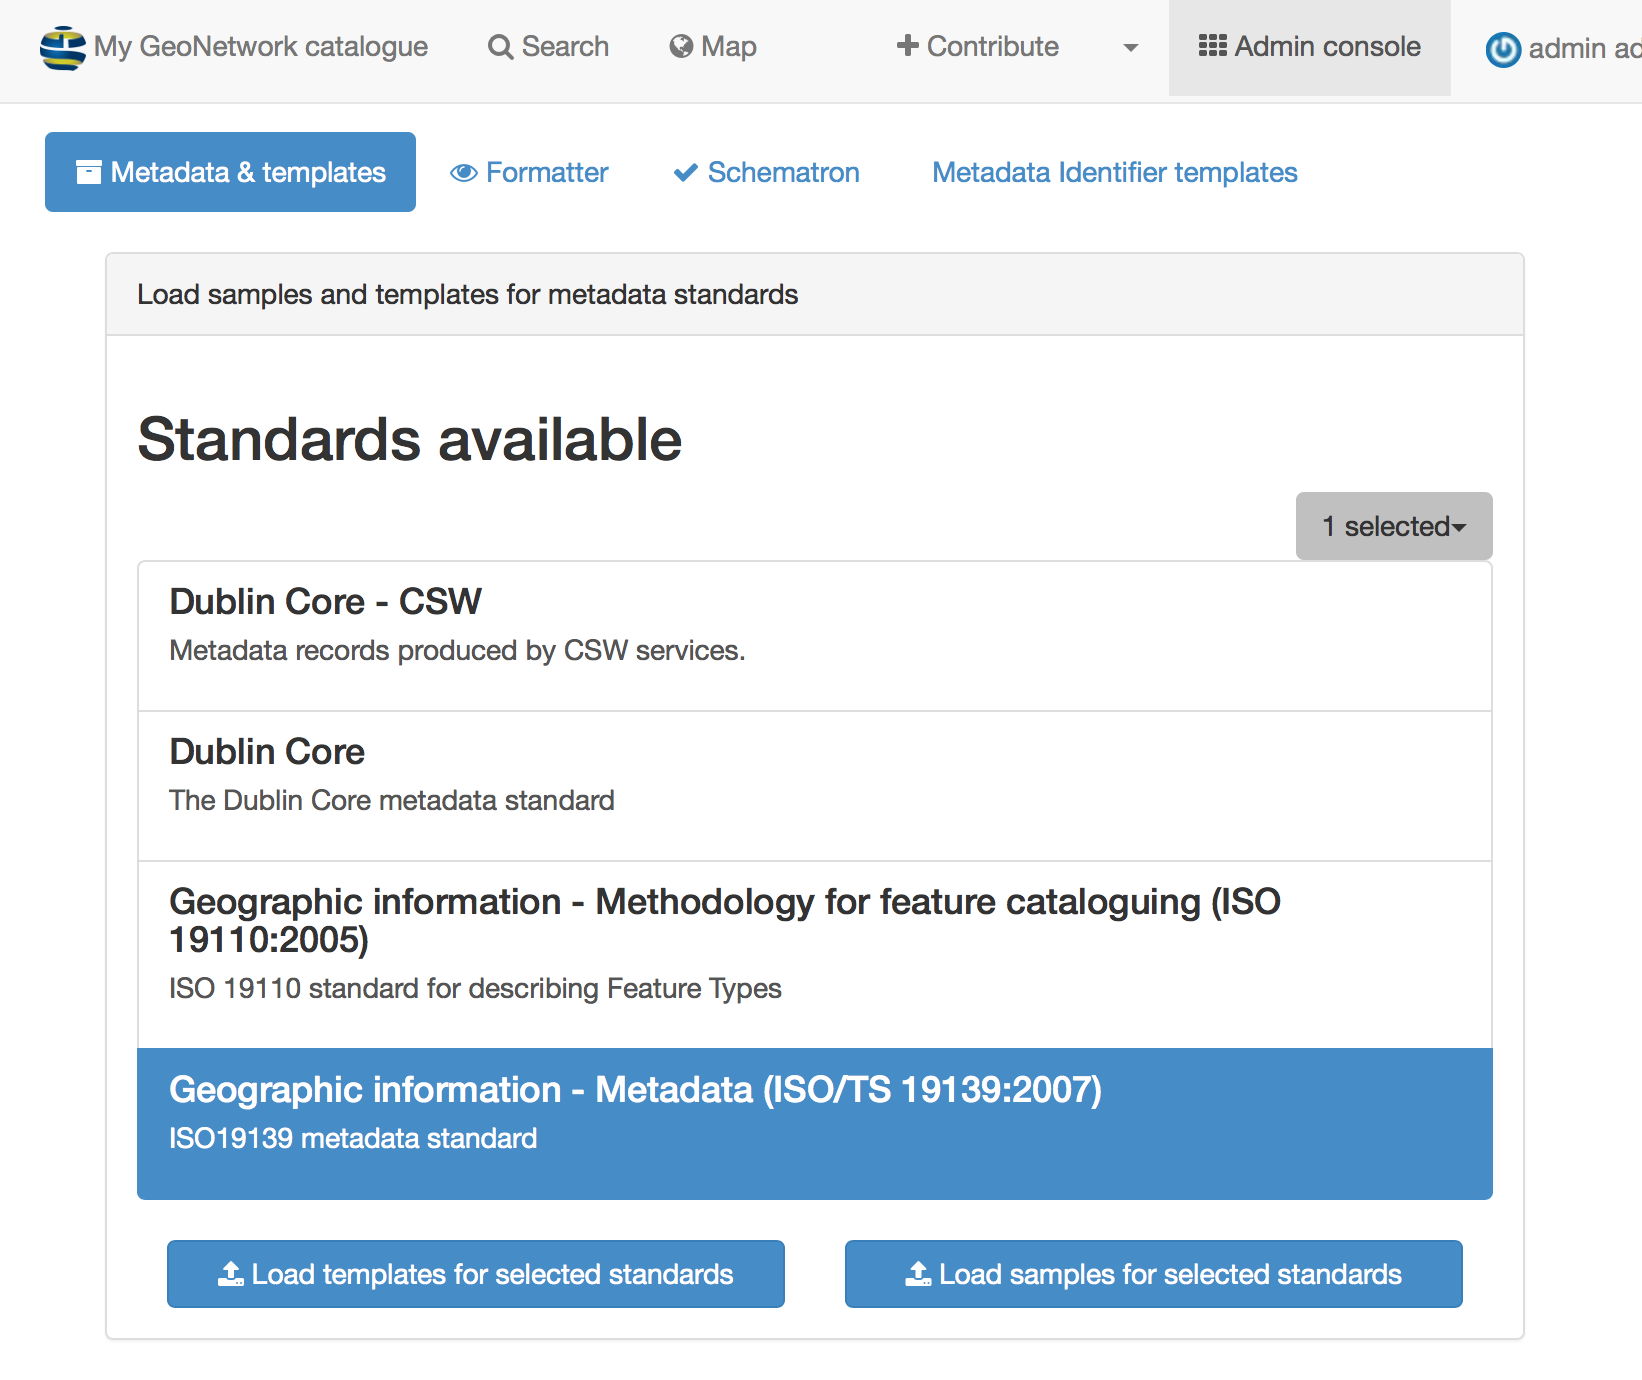 My GeoNetwork catalogue Search Map Contribute Admin console admin ad
Metadata & templates Formatter Schematron Metadata Identifier templates
Load samples and templates for metadata standards
Standards available
1 selected
Dublin Core - CSW
Metadata records produced by CSW services.
Dublin Core
The Dublin Core metadata standard
Geographic information - Methodology for feature cataloguing (ISO
19110:2005)
ISO 19110 standard for describing Feature Types
Geographic information - Metadata (ISO/TS 19139:2007)
ISO19139 metadata standard
Load templates for selected standards Load samples for selected standards